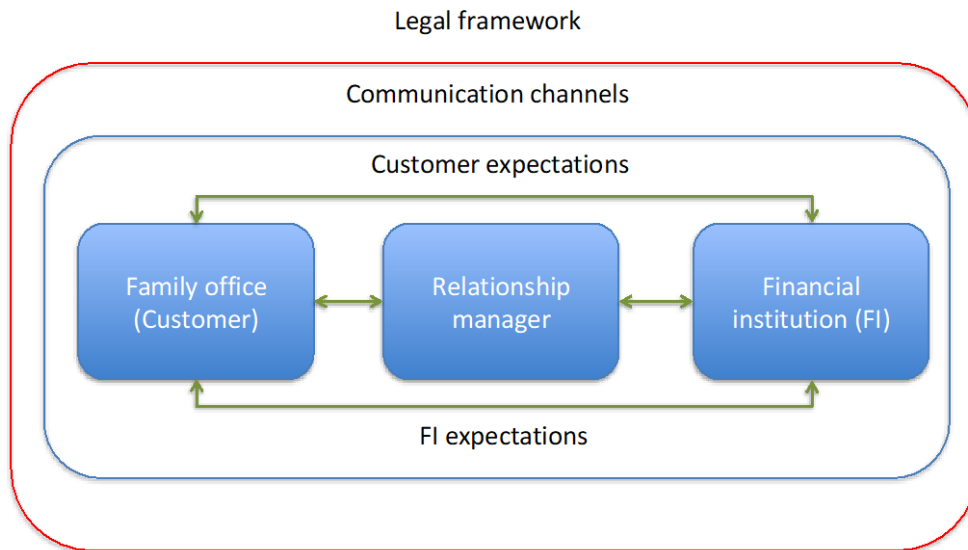 Legal framework
Communication channels
Customer expectations
Family office
(Customer)
Relationship
manager
Financial
institution (FI)
FI expectations